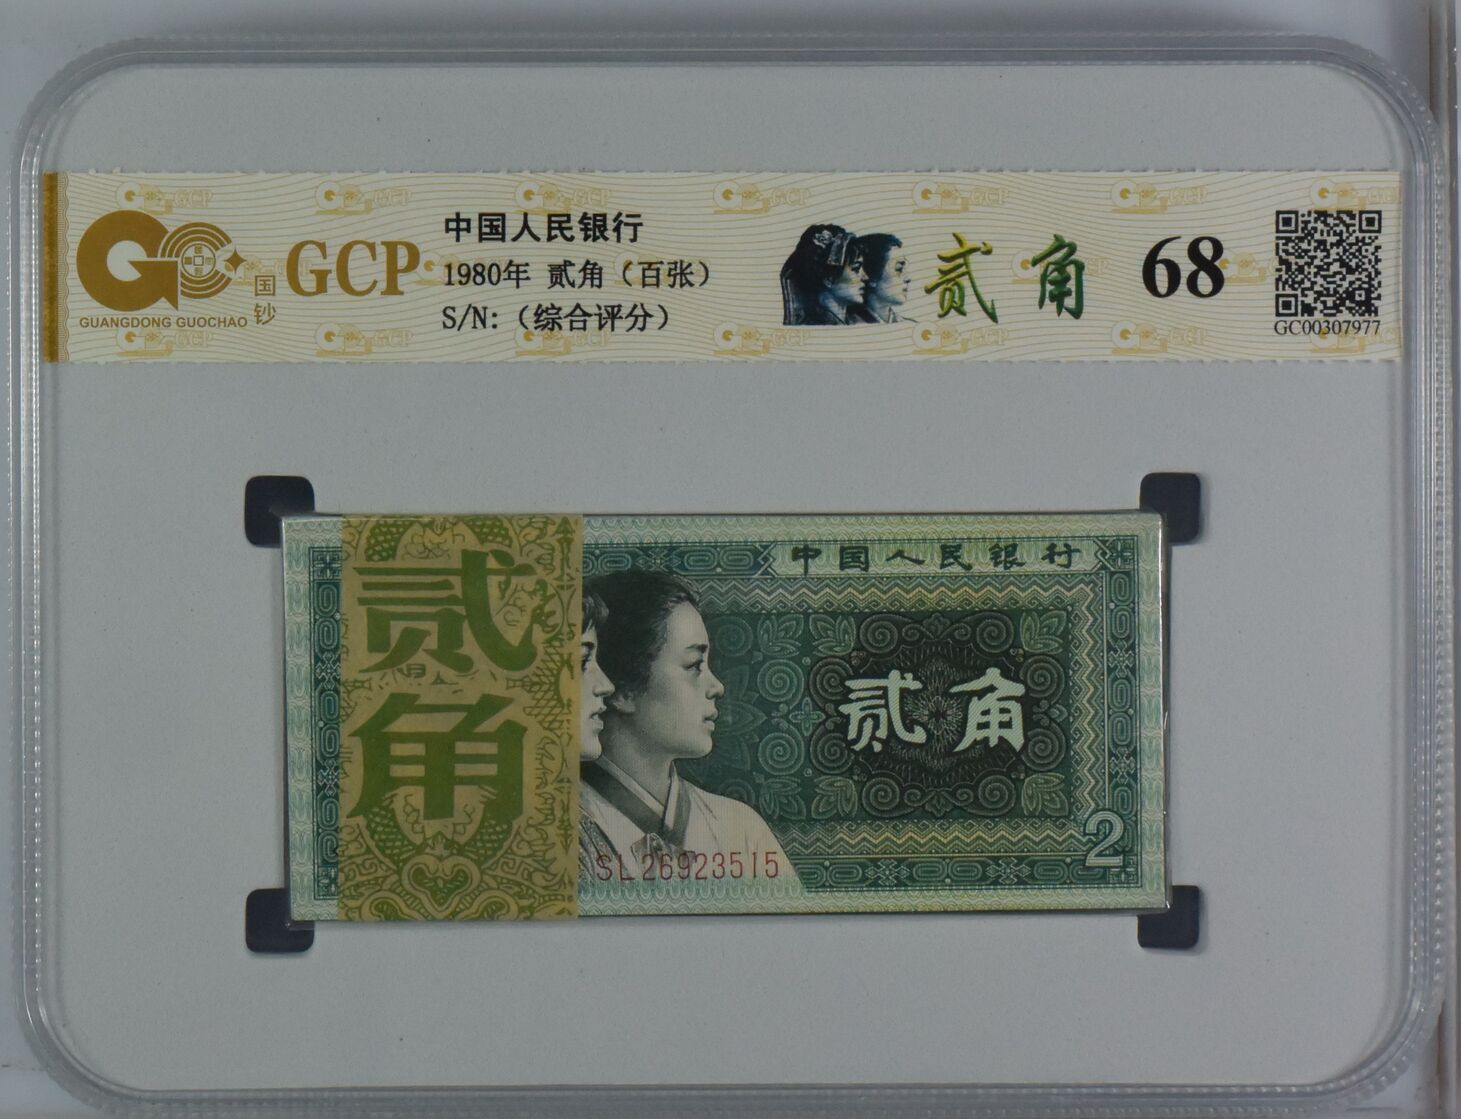 GCP
国钞
GUANGDONG GUOCHAO
中国人民银行
1980年 贰角（百张）
S/N:（综合评分）
贰角
68
GC00307977
贰角
中国人民银行
贰角
2
SL26923515